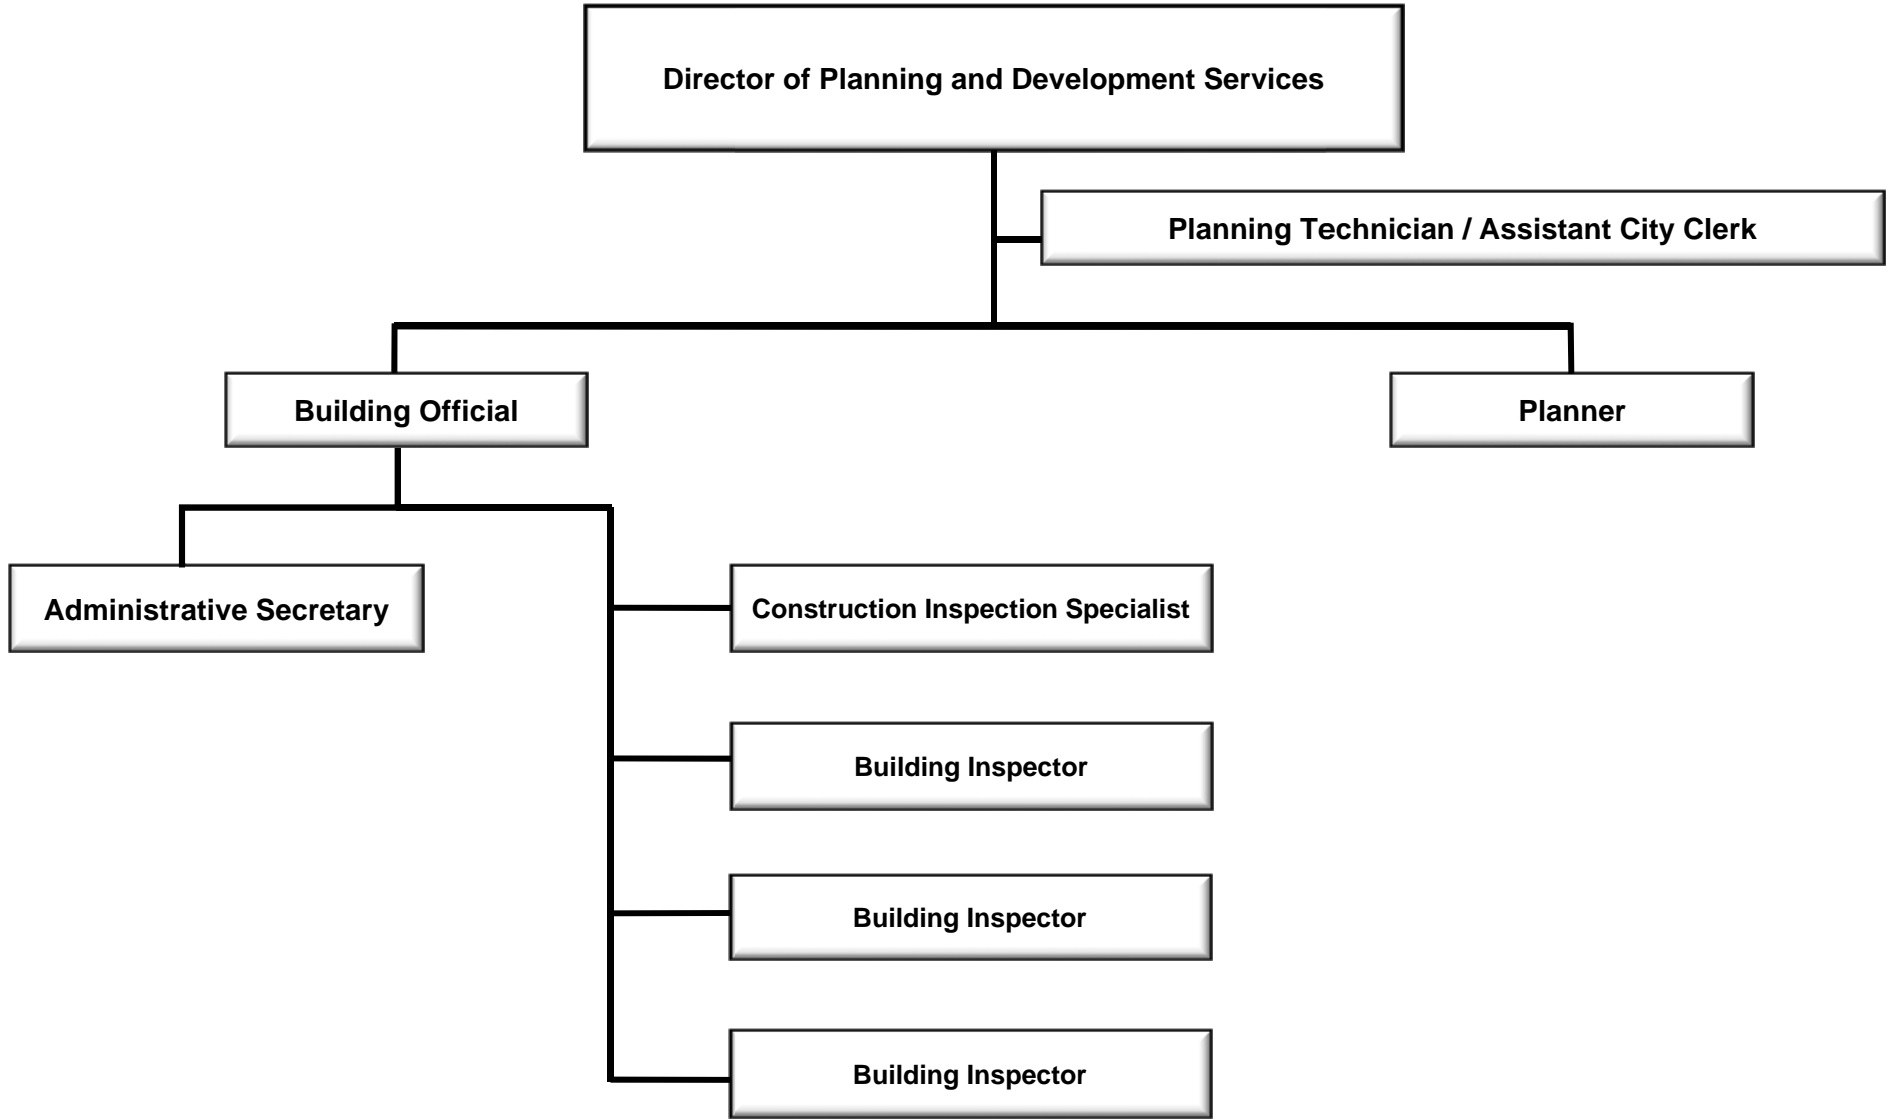 Director of Planning and Development Services
Planning Technician / Assistant City Clerk
Building Official
Planner
Administrative Secretary
Construction Inspection Specialist
Building Inspector
Building Inspector
Building Inspector